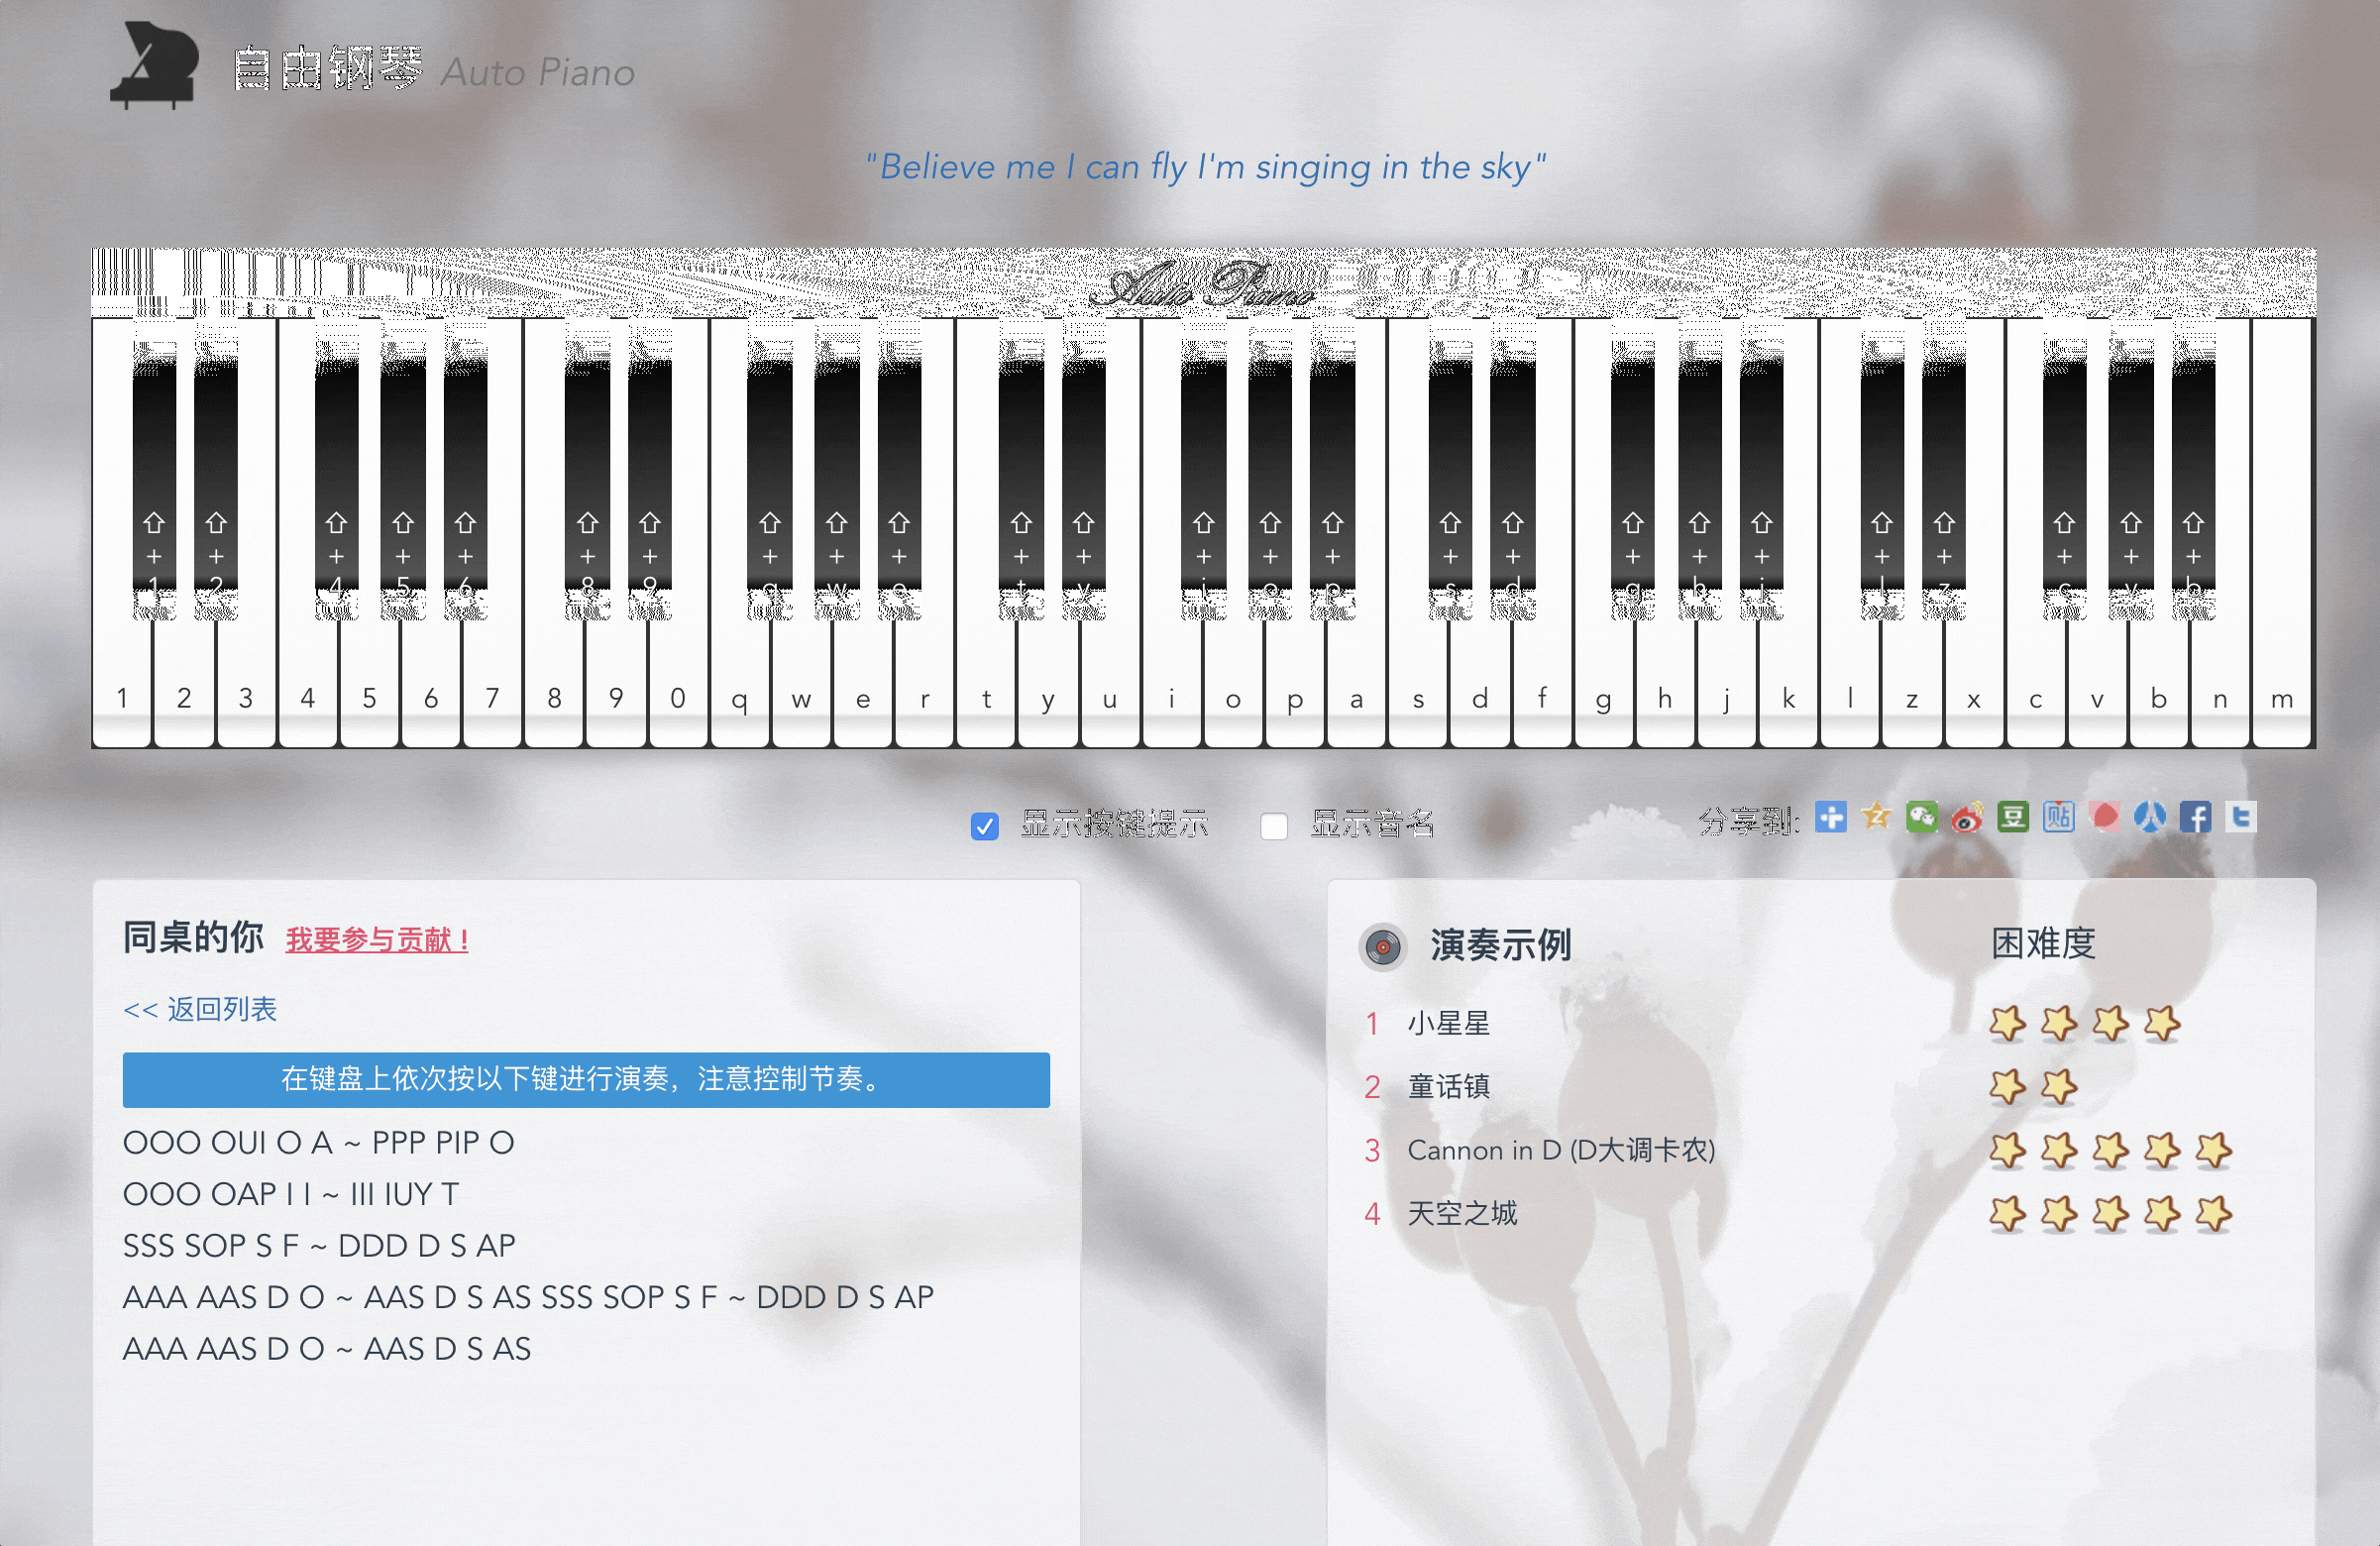 自由钢琴 Auto Piano
"Believe me I can fly I'm singing in the sky"
Auto Piano
⇧ ⇧ ⇧ ⇧ ⇧ ⇧ ⇧ ⇧ ⇧ ⇧ ⇧ ⇧ ⇧ ⇧ ⇧ ⇧ ⇧ ⇧ ⇧ ⇧ ⇧ ⇧ ⇧ ⇧ ⇧
+ + + + + + + + + + + + + + + + + + + + + + + + +
1 2 4 5 6 8 9 q w e t y i o p s d g h j l z c v b
1 2 3 4 5 6 7 8 9 0 q w e r t y u i o p a s d f g h j k l z x c v b n m
显示按键提示 显示音名 分享到:
同桌的你 我要参与贡献 !
<< 返回列表
在键盘上依次按以下键进行演奏，注意控制节奏。
OOO OUI O A ~ PPP PIP O
OOO OAP I I ~ III IUY T
SSS SOP S F ~ DDD D S AP
AAA AAS D O ~ AAS D S AS SSS SOP S F ~ DDD D S AP
AAA AAS D O ~ AAS D S AS
演奏示例 困难度
1 小星星
2 童话镇
3 Cannon in D (D大调卡农)
4 天空之城